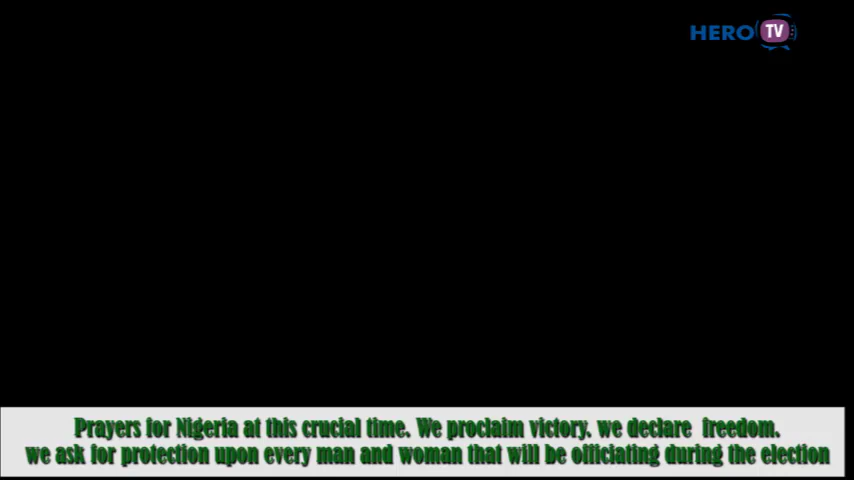 HERO TV
Prayers for Nigeria at this crucial time. We proclaim victory. we declare freedom.
we ask for protection upon every man and woman that will be officiating during the election